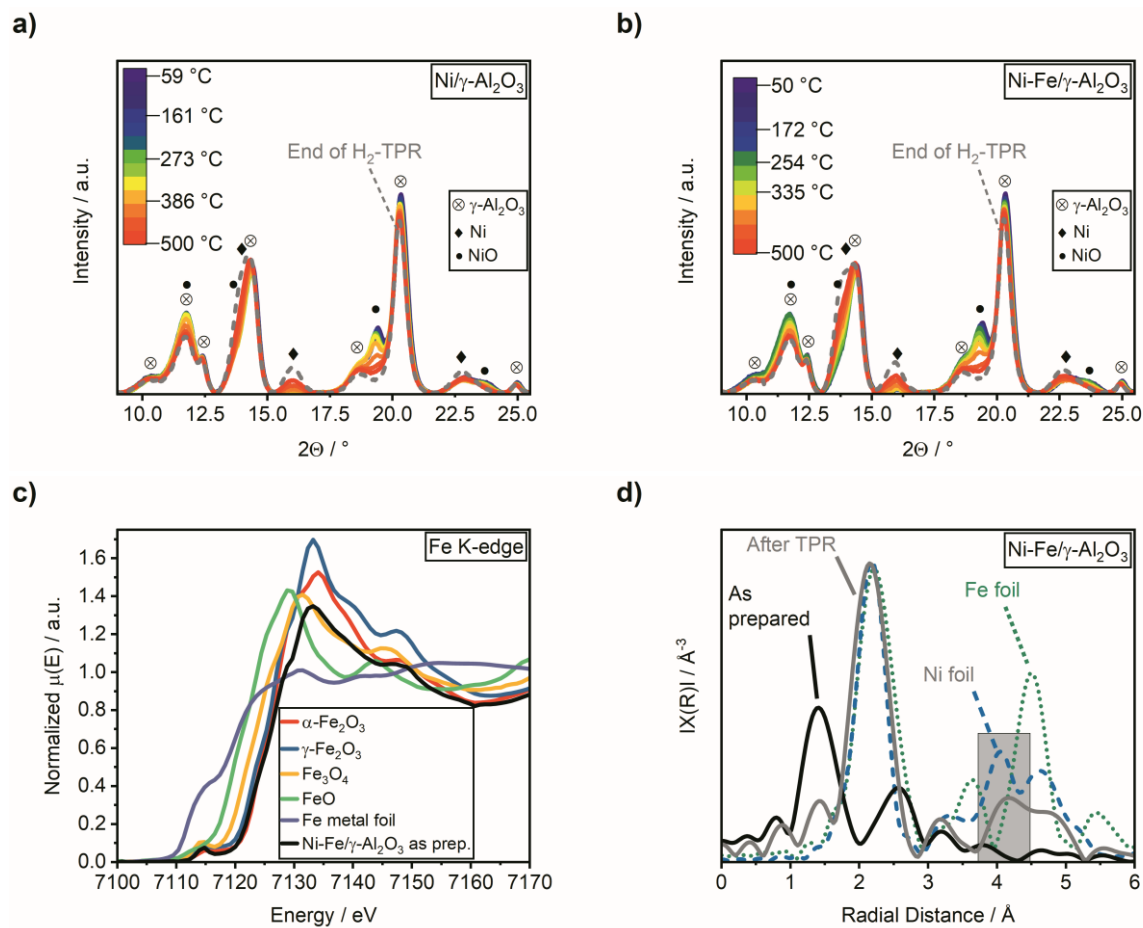 a)
Ni/γ-Al₂O₃
59 °C
161 °C
273 °C
386 °C
500 °C
End of H₂-TPR
γ-Al₂O₃
Ni
NiO
Intensity / a.u.
10.0 12.5 15.0 17.5 20.0 22.5 25.0
2Θ / °
b)
Ni-Fe/γ-Al₂O₃
50 °C
172 °C
254 °C
335 °C
500 °C
End of H₂-TPR
γ-Al₂O₃
Ni
NiO
Intensity / a.u.
10.0 12.5 15.0 17.5 20.0 22.5 25.0
2Θ / °
c)
Fe K-edge
Normalized μ(E) / a.u.
1.6
1.4
1.2
1.0
0.8
0.6
0.4
0.2
0.0
α-Fe₂O₃
γ-Fe₂O₃
Fe₃O₄
FeO
Fe metal foil
Ni-Fe/γ-Al₂O₃ as prep.
7100 7110 7120 7130 7140 7150 7160 7170
Energy / eV
d)
Ni-Fe/γ-Al₂O₃
After TPR
As
prepared
Fe foil
Ni foil
IX(R)I / Å⁻³
0 1 2 3 4 5 6
Radial Distance / Å